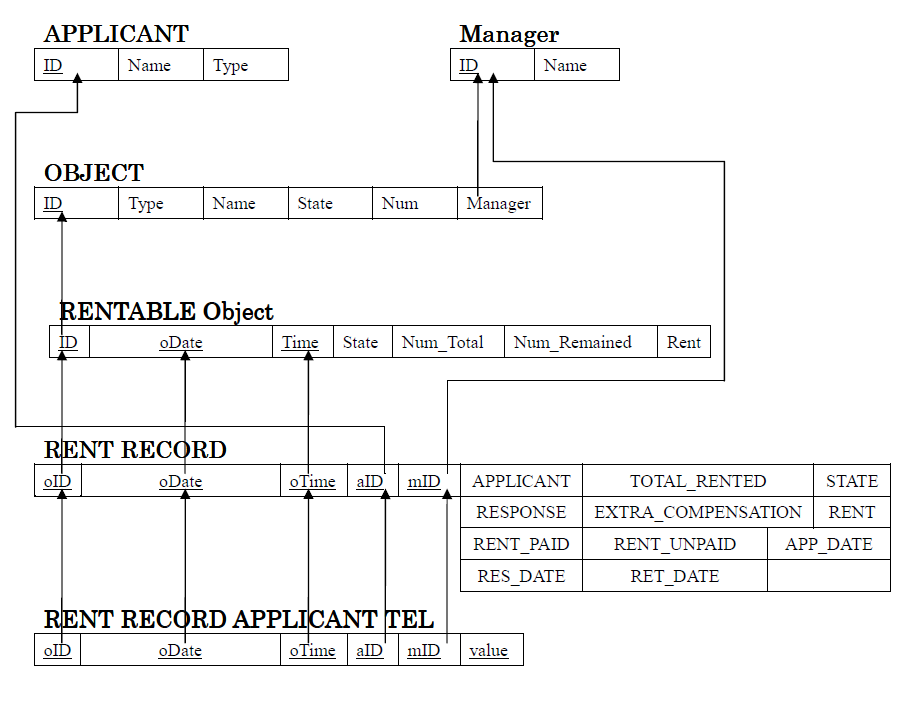 APPLICANT Manager
ID Name Type ID Name
OBJECT
ID Type Name State Num Manager
RENTABLE Object
ID oDate Time State Num_Total Num_Remained Rent
RENT RECORD
oID oDate oTime aID mID APPLICANT TOTAL_RENTED STATE
RESPONSE EXTRA_COMPENSATION RENT
RENT_PAID RENT_UNPAID APP_DATE
RES_DATE RET_DATE
RENT RECORD APPLICANT TEL
oID oDate oTime aID mID value